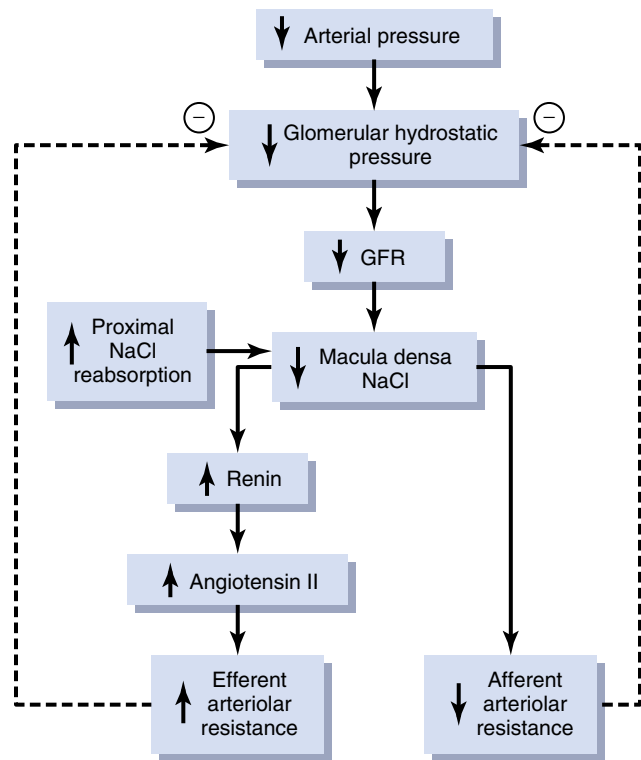 Arterial pressure
− −
Glomerular hydrostatic
pressure
GFR
Proximal
NaCl
reabsorption
Macula densa
NaCl
Renin
Angiotensin II
Efferent
arteriolar
resistance
Afferent
arteriolar
resistance